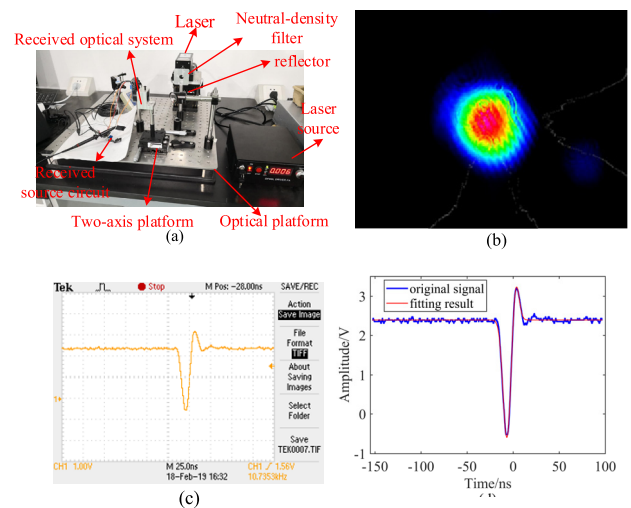 Laser
Received optical system
Neutral-density
filter
reflector
Laser
source
0.006
Received
source circuit
Two-axis platform
Optical platform
(a)
(b)
Tek
Stop
M Pos: -28.00ns
SAVE/REC
Action
Save Image
File
Format
TIFF
About
Saving
Images
Select
Folder
Save
TEK0007.TIF
1
CH1 1.00V
M 25.0ns
CH1 / 1.56V
18-Feb-19 16:32
10.7353kHz
(c)
original signal
fitting result
Amplitude/V
3
2
1
0
-1
-150
-100
-50
0
50
100
Time/ns